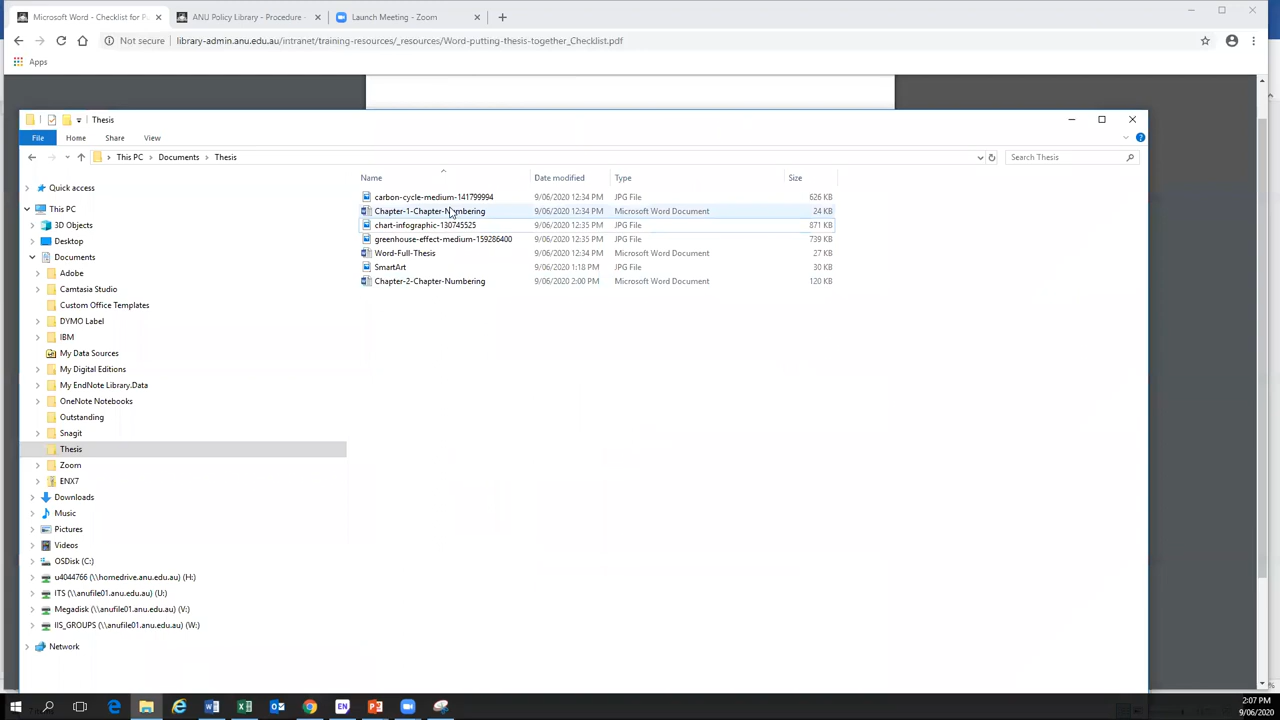 Microsoft Word - Checklist for P
ANU Policy Library - Procedure -
Launch Meeting - Zoom
Not secure
library-admin.anu.edu.au/intranet/training-resources/_resources/Word-putting-thesis-together_Checklist.pdf
Apps
Thesis
File Home Share View
This PC Documents Thesis
Search Thesis
Name Date modified Type Size
carbon-cycle-medium-141799994 9/06/2020 12:34 PM JPG File 626 KB
Chapter-1-Chapter-Numbering 9/06/2020 12:34 PM Microsoft Word Document 24 KB
chart-infographic-130745525 9/06/2020 12:35 PM JPG File 871 KB
greenhouse-effect-medium-159286400 9/06/2020 12:35 PM JPG File 739 KB
Word-Full-Thesis 9/06/2020 12:34 PM Microsoft Word Document 27 KB
SmartArt 9/06/2020 1:18 PM JPG File 30 KB
Chapter-2-Chapter-Numbering 9/06/2020 2:00 PM Microsoft Word Document 120 KB
Quick access
This PC
3D Objects
Desktop
Documents
Adobe
Camtasia Studio
Custom Office Templates
DYMO Label
IBM
My Data Sources
My Digital Editions
My EndNote Library.Data
OneNote Notebooks
Outstanding
Snagit
Thesis
Zoom
ENX7
Downloads
Music
Pictures
Videos
OSDisk (C:)
u4044766 (\\homedrive.anu.edu.au) (H:)
ITS (\\anufile01.anu.edu.au) (U:)
Megadisk (\\anufile01.anu.edu.au) (V:)
IIS_GROUPS (\\anufile01.anu.edu.au) (W:)
Network
EN
2:07 PM
9/06/2020